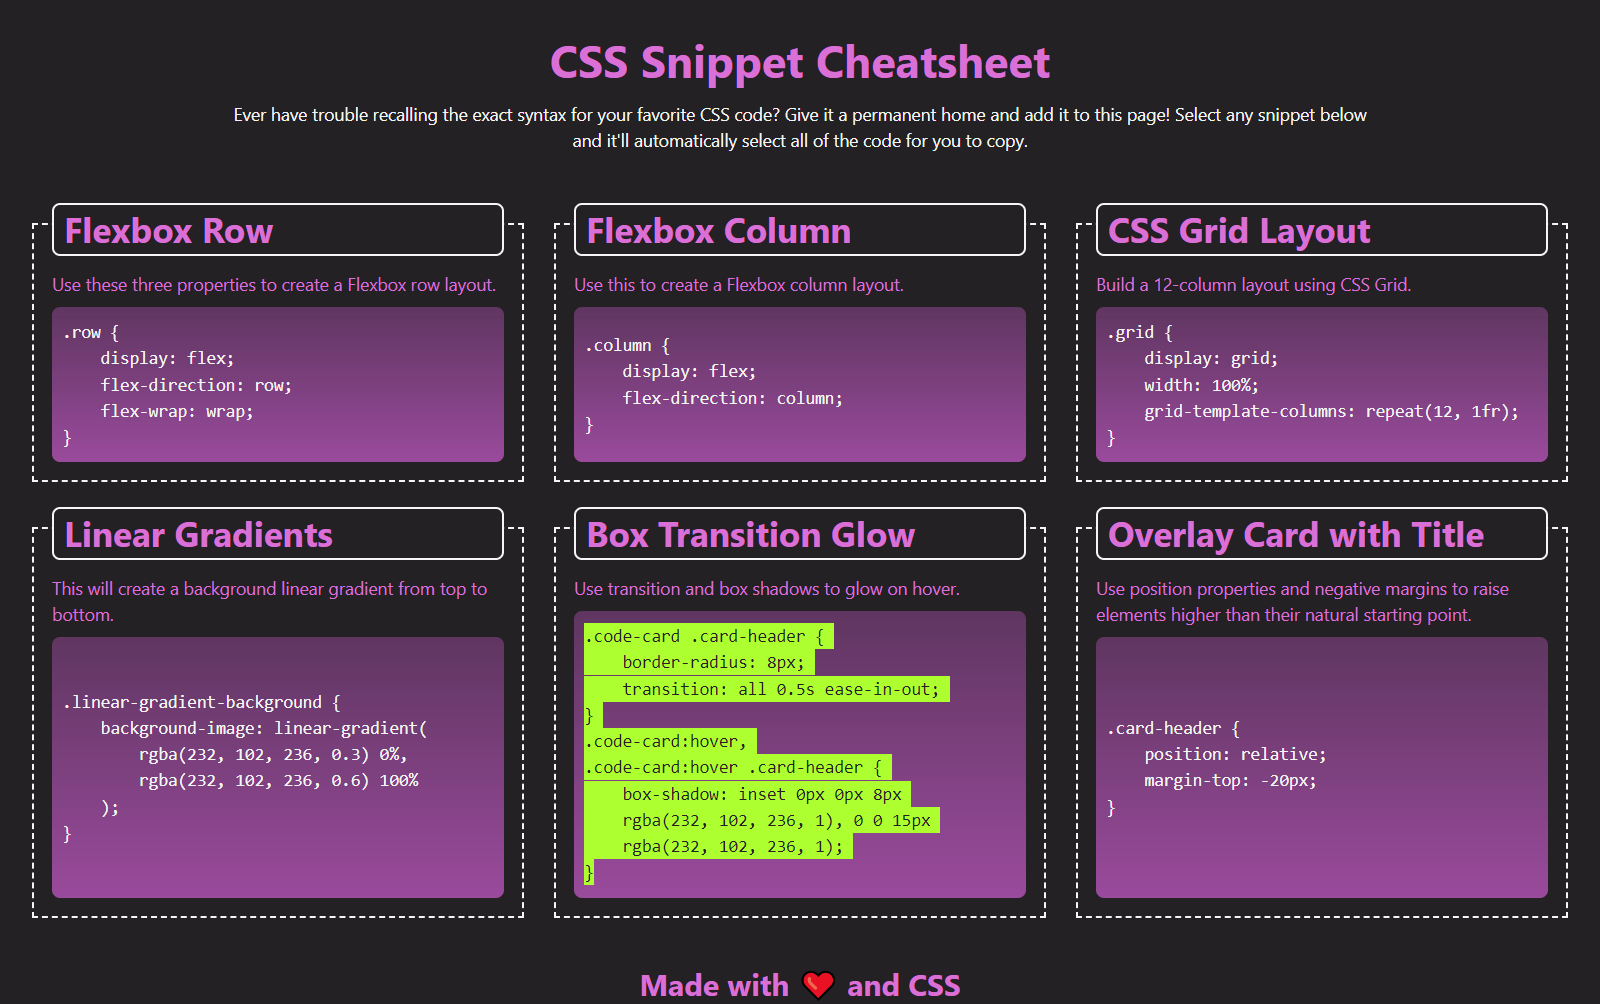 CSS Snippet Cheatsheet
Ever have trouble recalling the exact syntax for your favorite CSS code? Give it a permanent home and add it to this page! Select any snippet below
and it'll automatically select all of the code for you to copy.
Flexbox Row
Use these three properties to create a Flexbox row layout.
.row {
    display: flex;
    flex-direction: row;
    flex-wrap: wrap;
}
Flexbox Column
Use this to create a Flexbox column layout.
.column {
    display: flex;
    flex-direction: column;
}
CSS Grid Layout
Build a 12-column layout using CSS Grid.
.grid {
    display: grid;
    width: 100%;
    grid-template-columns: repeat(12, 1fr);
}
Linear Gradients
This will create a background linear gradient from top to
bottom.
.linear-gradient-background {
    background-image: linear-gradient(
        rgba(232, 102, 236, 0.3) 0%,
        rgba(232, 102, 236, 0.6) 100%
    );
}
Box Transition Glow
Use transition and box shadows to glow on hover.
.code-card .card-header {
    border-radius: 8px;
    transition: all 0.5s ease-in-out;
}
.code-card:hover,
.code-card:hover .card-header {
    box-shadow: inset 0px 0px 8px
    rgba(232, 102, 236, 1), 0 0 15px
    rgba(232, 102, 236, 1);
}
Overlay Card with Title
Use position properties and negative margins to raise
elements higher than their natural starting point.
.card-header {
    position: relative;
    margin-top: -20px;
}
Made with ❤️ and CSS